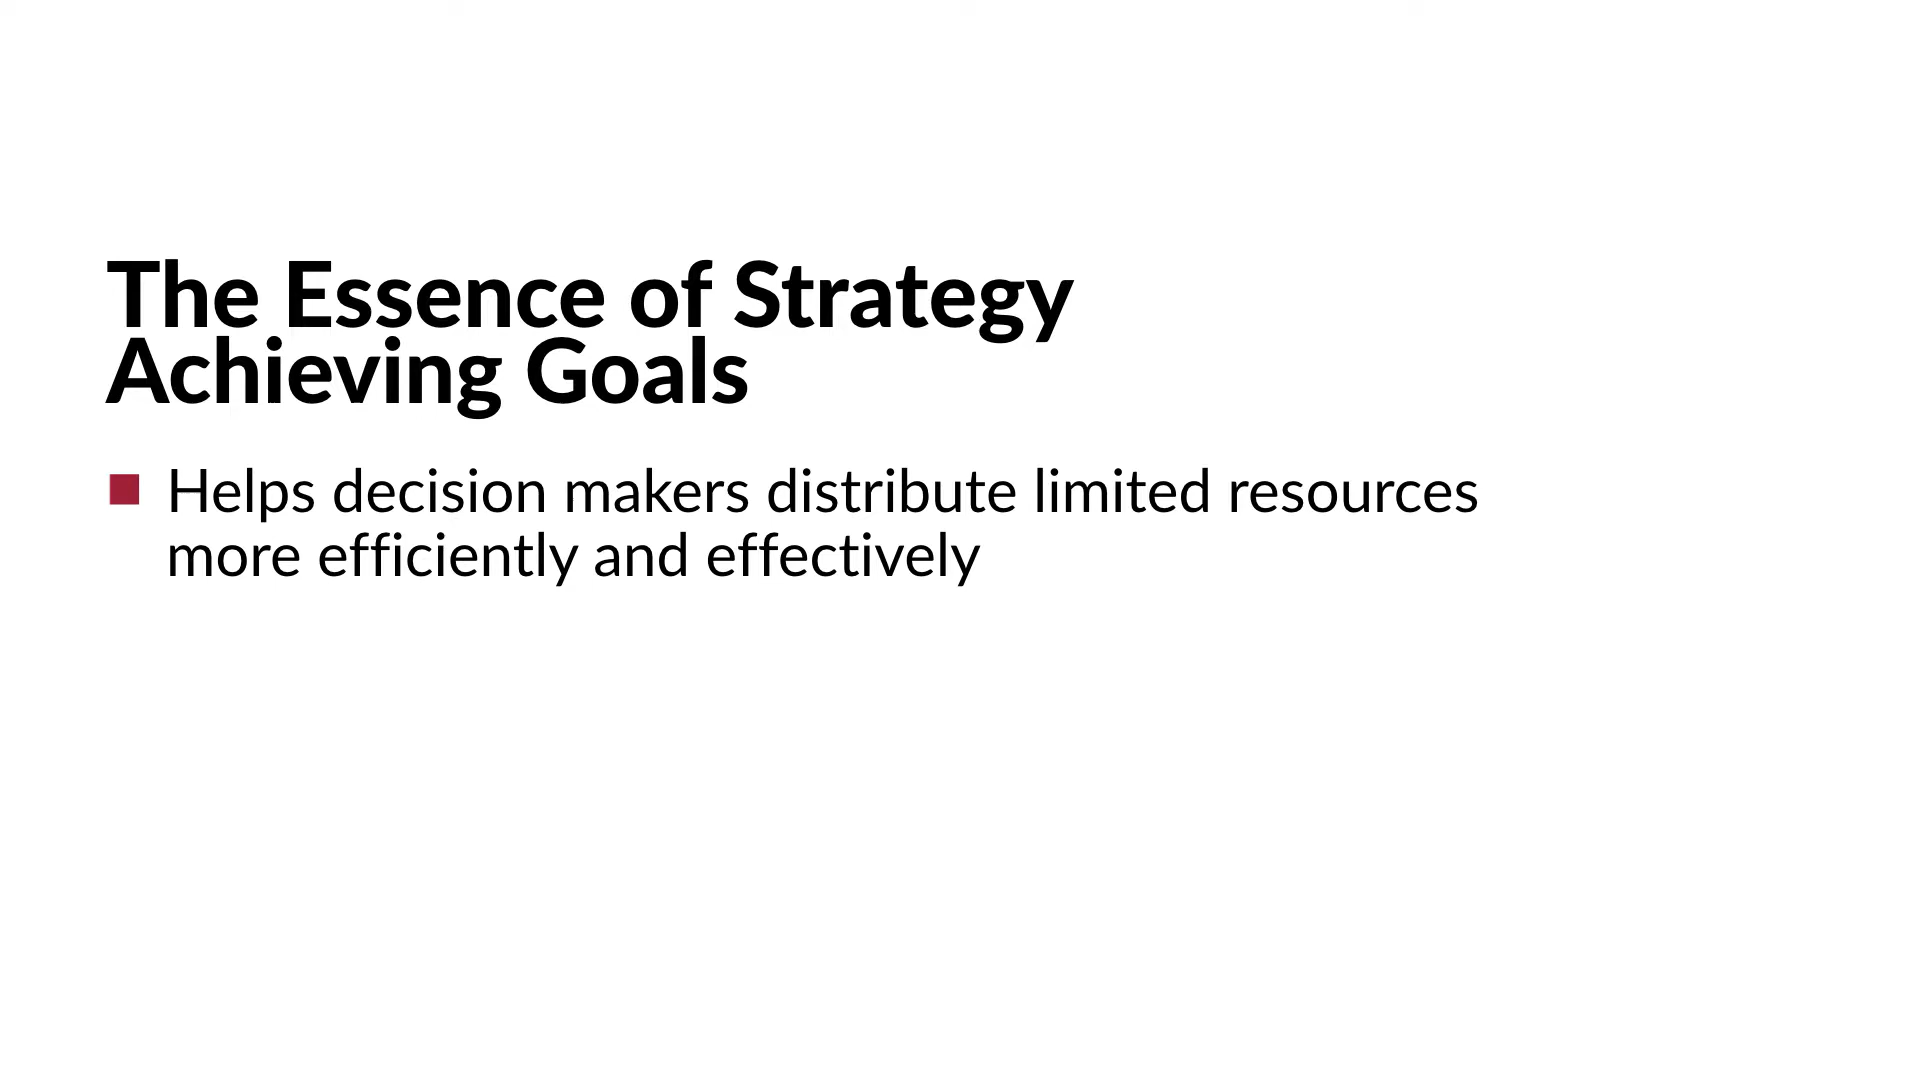 The Essence of Strategy
Achieving Goals
Helps decision makers distribute limited resources
more efficiently and effectively